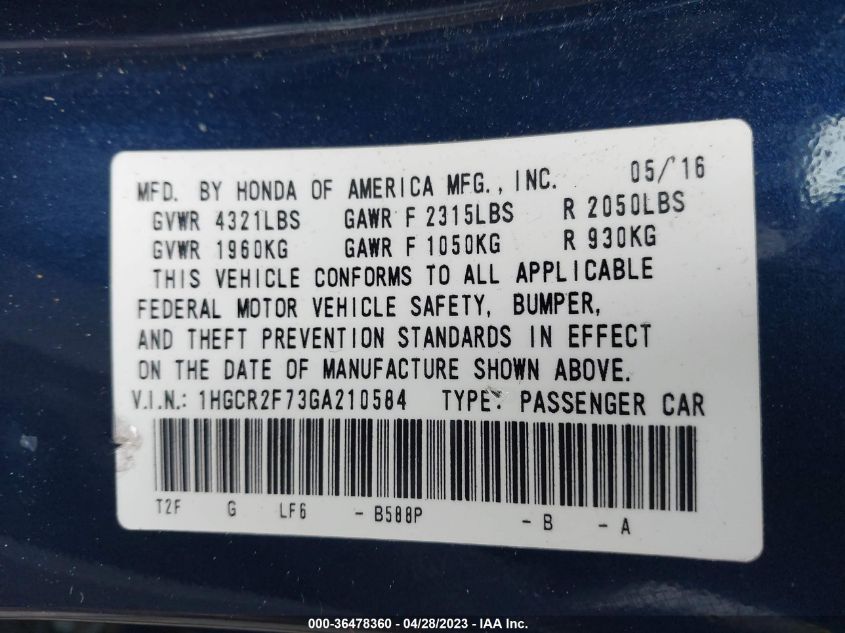 MFD. BY HONDA OF AMERICA MFG., INC. 05/'16
GVWR 4321LBS GAWR F 2315LBS R 2050LBS
GVWR 1960KG GAWR F 1050KG R 930KG
THIS VEHICLE CONFORMS TO ALL APPLICABLE
FEDERAL MOTOR VEHICLE SAFETY, BUMPER,
AND THEFT PREVENTION STANDARDS IN EFFECT
ON THE DATE OF MANUFACTURE SHOWN ABOVE.
V.I.N.: 1HGCR2F73GA210584 TYPE: PASSENGER CAR
T2F G LF6 - B588P - B - A
000-36478360 - 04/28/2023 - IAA Inc.